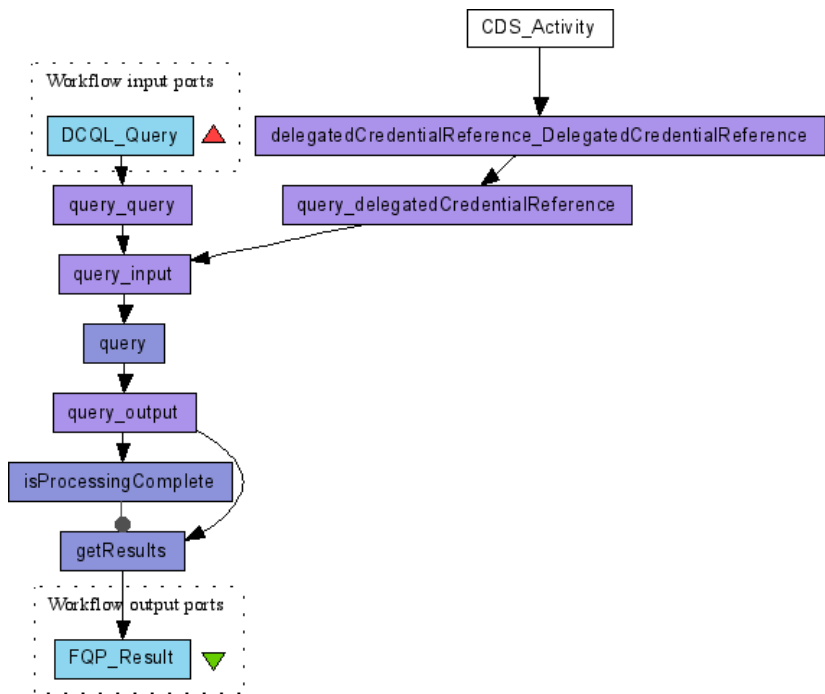 CDS_Activity
Workflow input ports
DCQL_Query
delegatedCredentialReference_DelegatedCredentialReference
query_query
query_delegatedCredentialReference
query_input
query
query_output
isProcessingComplete
getResults
Workflow output ports
FQP_Result